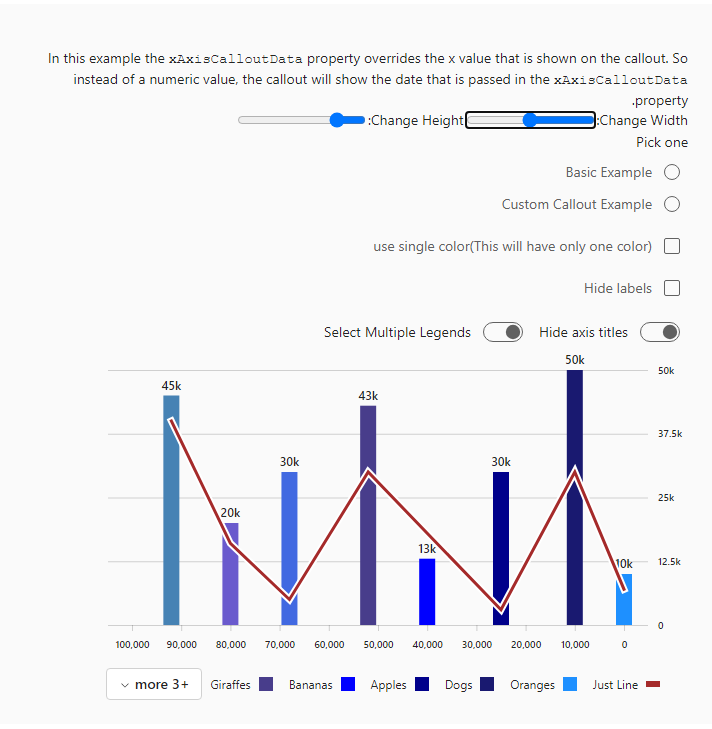 In this example the xAxisCalloutData property overrides the x value that is shown on the callout. So
instead of a numeric value, the callout will show the date that is passed in the xAxisCalloutData
.property
:Change Height :Change Width
Pick one
Basic Example
Custom Callout Example
use single color(This will have only one color)
Hide labels
Select Multiple Legends Hide axis titles
50k
50k
45k
43k
37.5k
30k 30k
25k
20k
13k
12.5k
10k
0
100,000 90,000 80,000 70,000 60,000 50,000 40,000 30,000 20,000 10,000 0
more 3+ Giraffes Bananas Apples Dogs Oranges Just Line